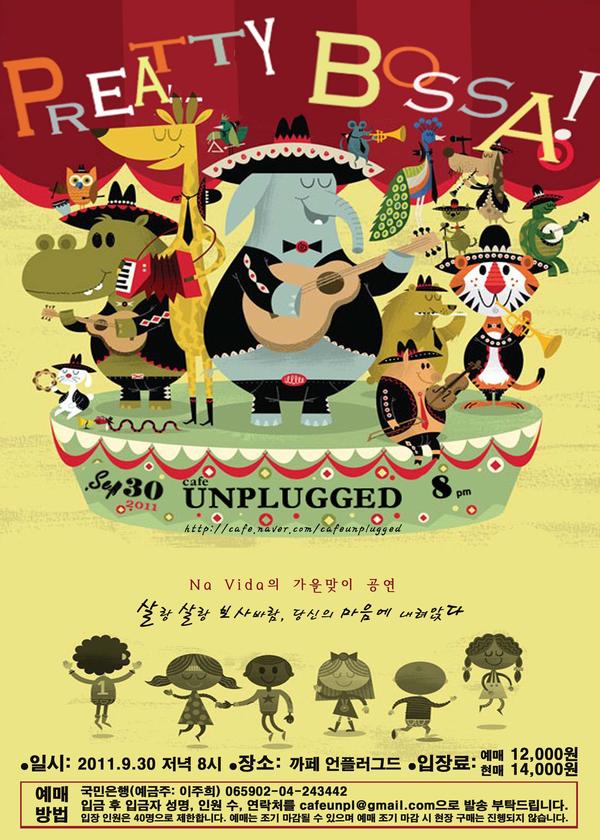 PREATTY BOSSA!
Sep 30 2011
cafe UNPLUGGED
8 pm
http://cafe.naver.com/cafeunplugged
Na Vida의 가을맞이 공연
살랑 살랑 보사바람, 당신의 마음에 내려앉다
1
•일시: 2011.9.30 저녁 8시 •장소: 까페 언플러그드 •입장료: 예매 12,000원
현매 14,000원
예매 방법
국민은행(예금주: 이주희) 065902-04-243442
입금 후 입금자 성명, 인원 수, 연락처를 cafeunpl@gmail.com으로 발송 부탁드립니다.
입장 인원은 40명으로 제한합니다. 예매는 조기 마감될 수 있으며 예매 조기 마감 시 현장 구매는 진행되지 않습니다.